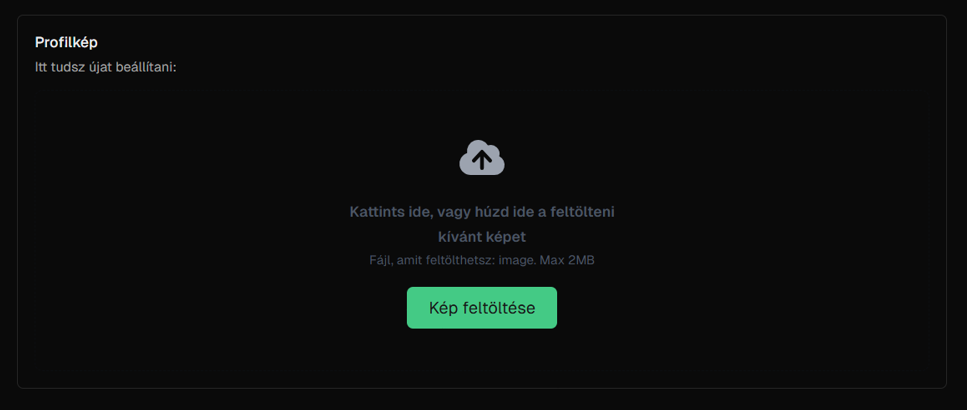 Profilkép
Itt tudsz újat beállítani:
Kattints ide, vagy húzd ide a feltölteni
kívánt képet
Fájl, amit feltölthetsz: image. Max 2MB
Kép feltöltése